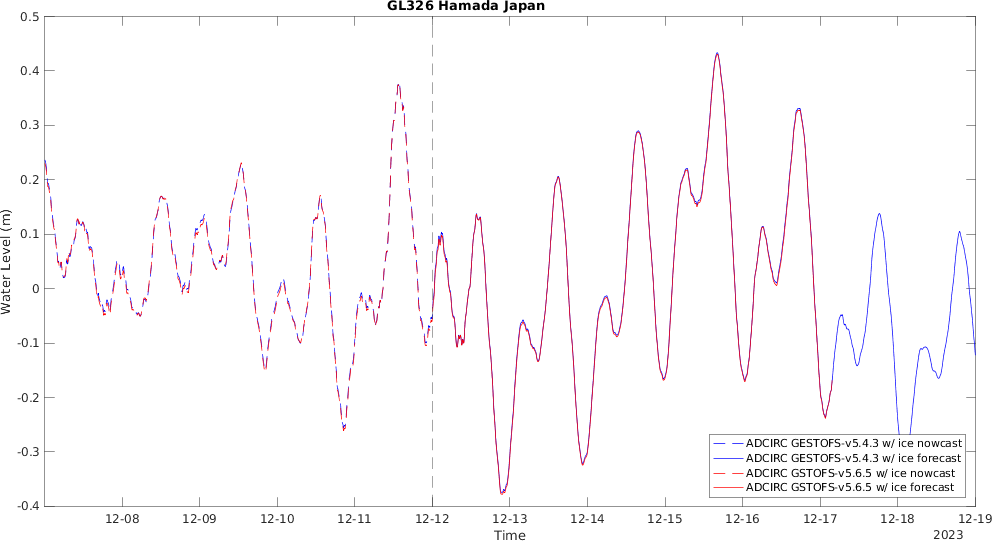 GL326 Hamada Japan
0.5
0.4
0.3
0.2
0.1
0
-0.1
-0.2
-0.3
-0.4
Water Level (m)
ADCIRC GESTOFS-v5.4.3 w/ ice nowcast
ADCIRC GESTOFS-v5.4.3 w/ ice forecast
ADCIRC GSTOFS-v5.6.5 w/ ice nowcast
ADCIRC GSTOFS-v5.6.5 w/ ice forecast
12-08 12-09 12-10 12-11 12-12 12-13 12-14 12-15 12-16 12-17 12-18 12-19
Time
2023